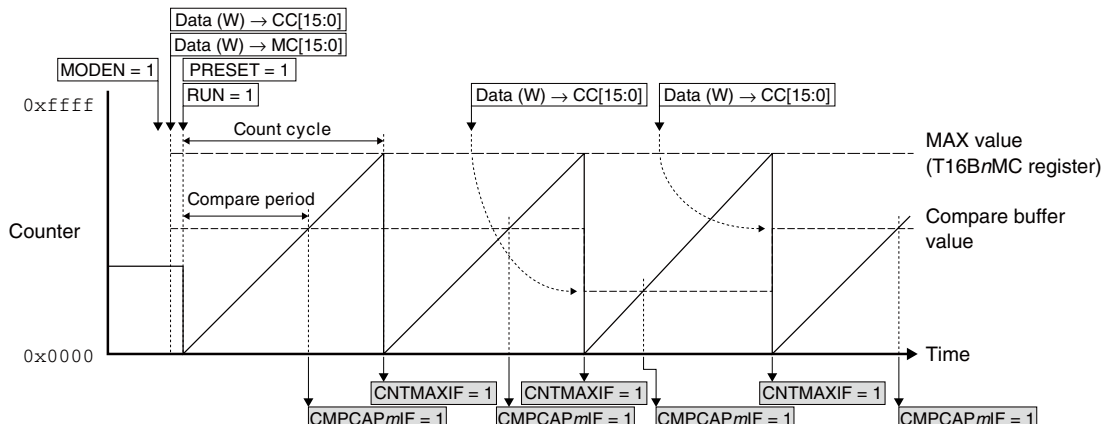 Data (W) → CC[15:0]
Data (W) → MC[15:0]
MODEN = 1
PRESET = 1
RUN = 1
Data (W) → CC[15:0]
Data (W) → CC[15:0]
0xffff
Count cycle
MAX value
(T16BnMC register)
Compare period
Compare buffer
value
Counter
0x0000
Time
CNTMAXIF = 1
CNTMAXIF = 1
CNTMAXIF = 1
CMPCAPmIF = 1
CMPCAPmIF = 1
CMPCAPmIF = 1
CMPCAPmIF = 1